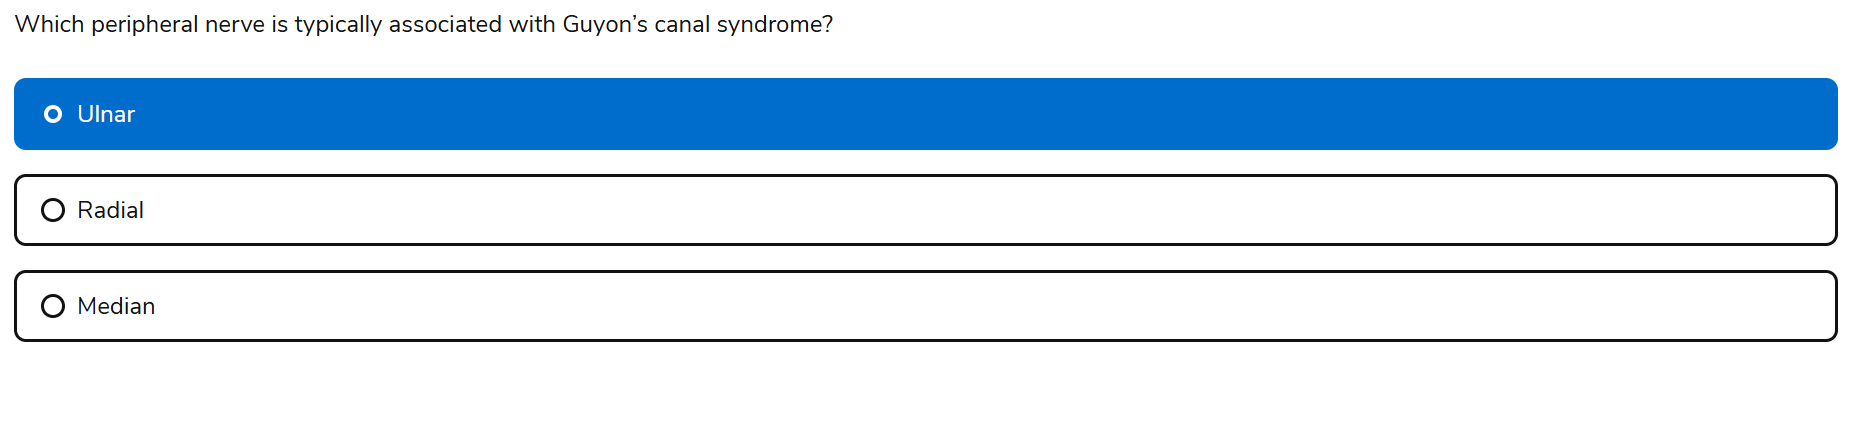 Which peripheral nerve is typically associated with Guyon’s canal syndrome?
Ulnar
Radial
Median